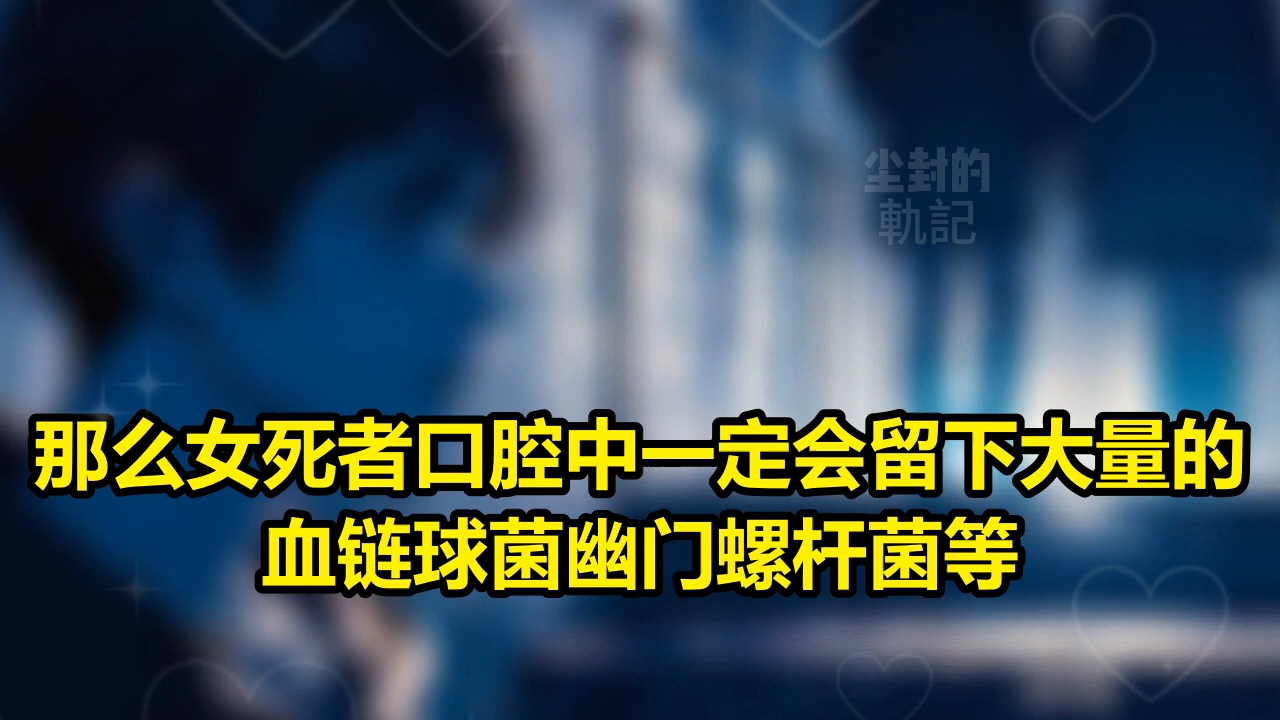 尘封的
軌記
那么女死者口腔中一定会留下大量的
血链球菌幽门螺杆菌等